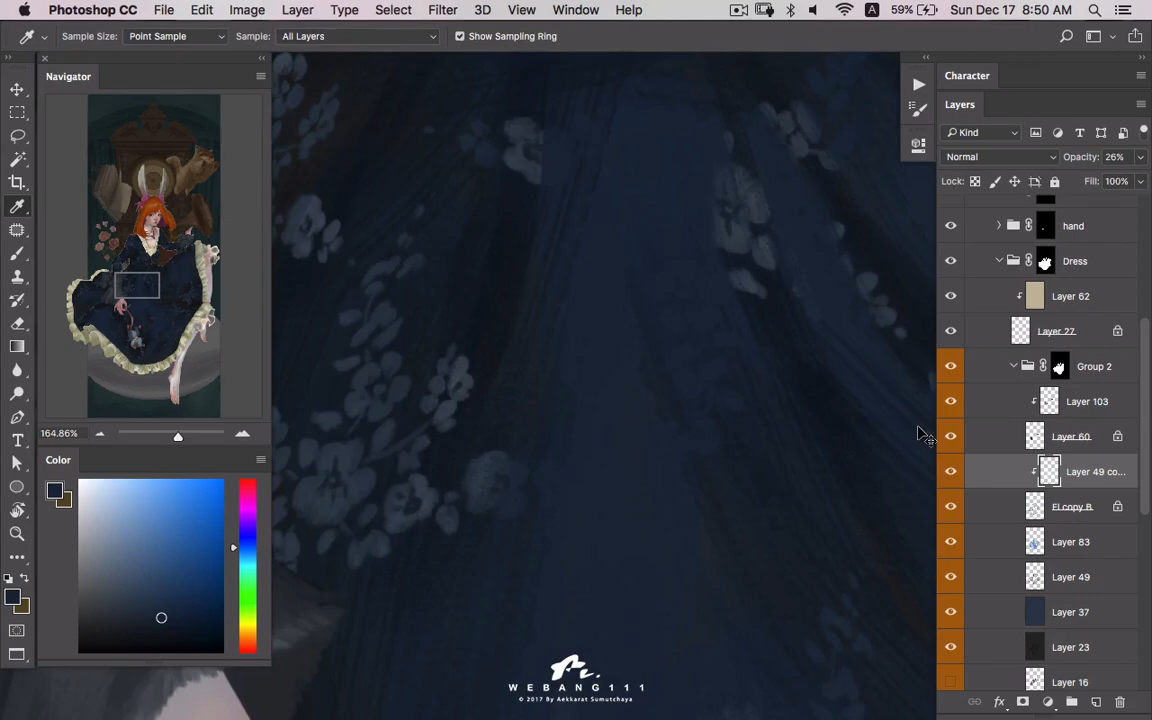 Photoshop CC File Edit Image Layer Type Select Filter 3D View Window Help 59% Sun Dec 17 8:50 AM
Sample Size: Point Sample Sample: All Layers Show Sampling Ring
Navigator
164.86%
Color
Character
Layers
Kind
Normal Opacity: 26%
Lock: Fill: 100%
hand
Dress
Layer 62
Layer 27
Group 2
Layer 103
Layer 60
Layer 49 co...
Fl copy B
Layer 83
Layer 49
Layer 37
Layer 23
Layer 16
WEBANG111
© 2017 By Aekkarat Sumutchaya